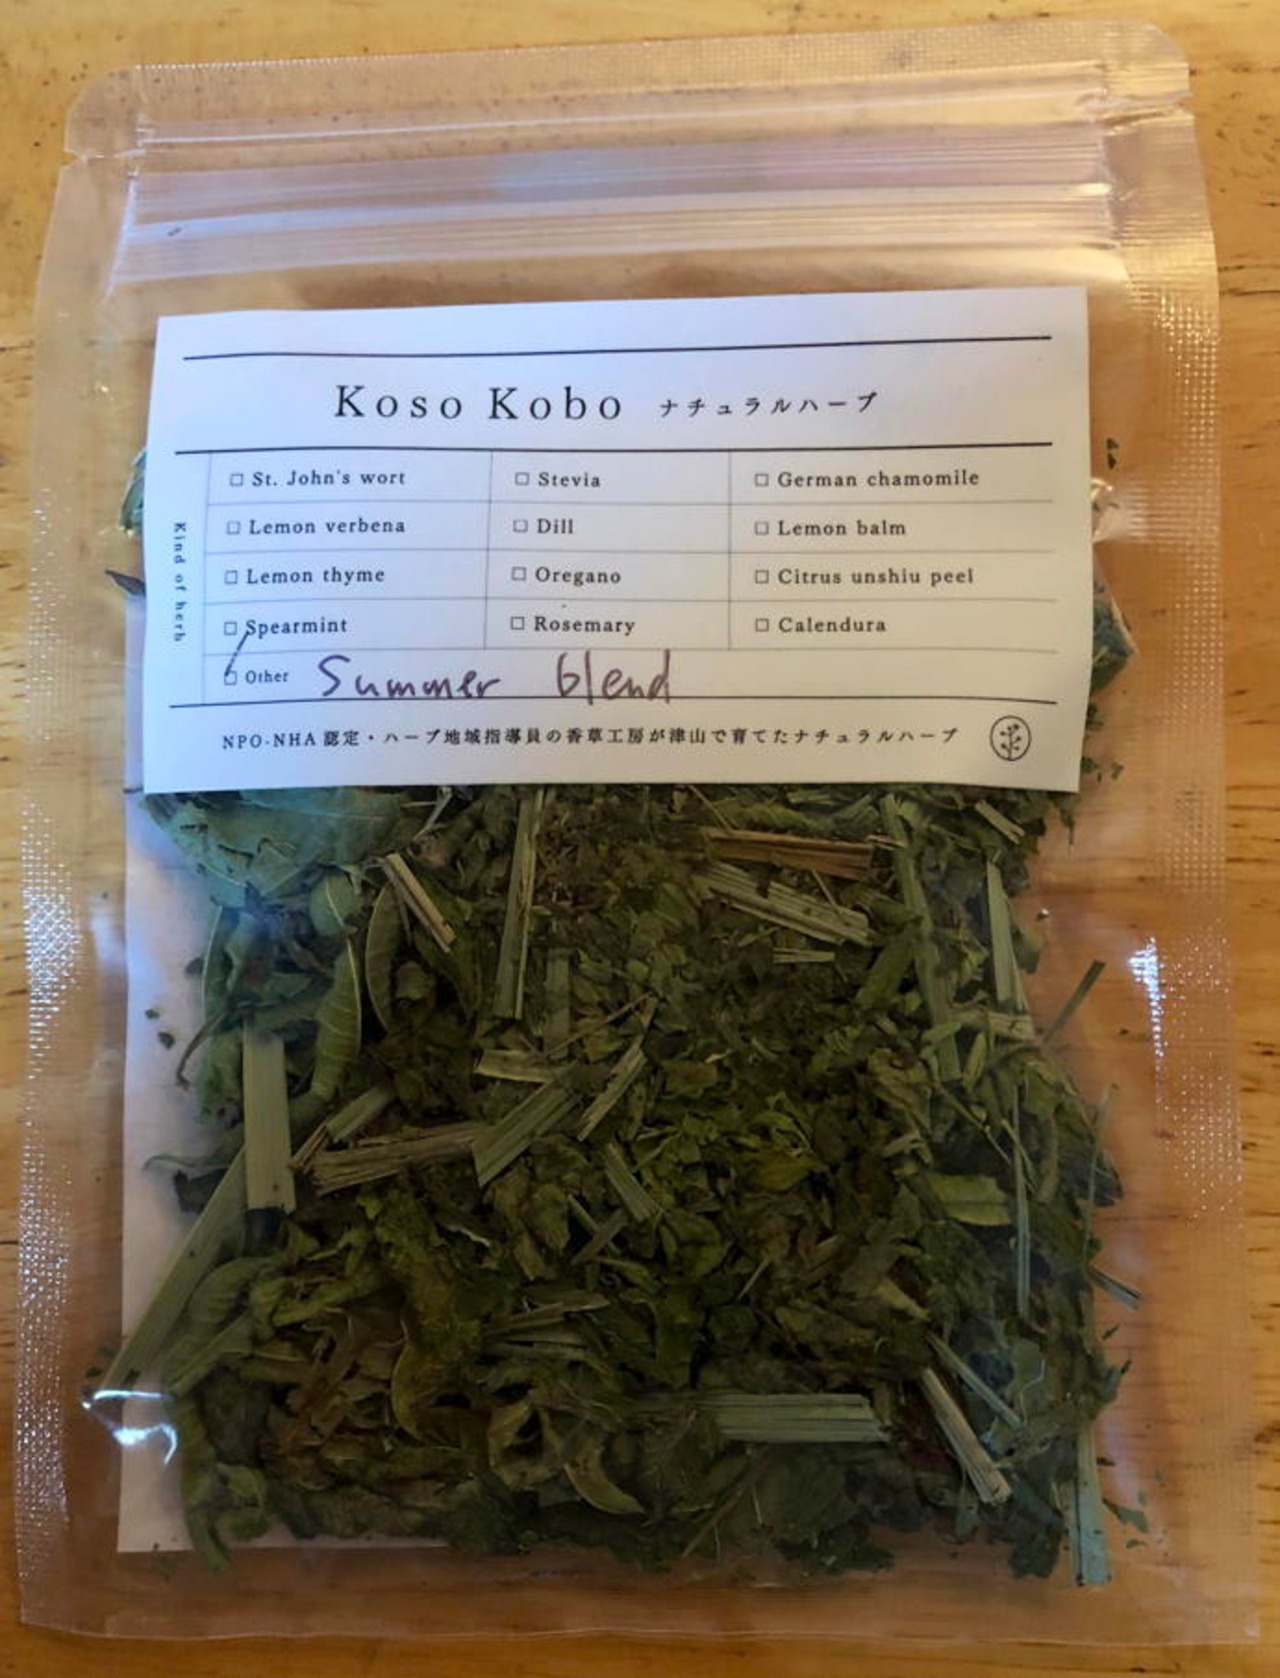 Koso Kobo ナチュラルハーブ
Kind of herb
□ St. John's wort □ Stevia □ German chamomile
□ Lemon verbena □ Dill □ Lemon balm
□ Lemon thyme □ Oregano □ Citrus unshiu peel
□ Spearmint □ Rosemary □ Calendura
☑ Other Summer blend
NPO-NHA 認定・ハーブ地域指導員の香草工房が津山で育てたナチュラルハーブ